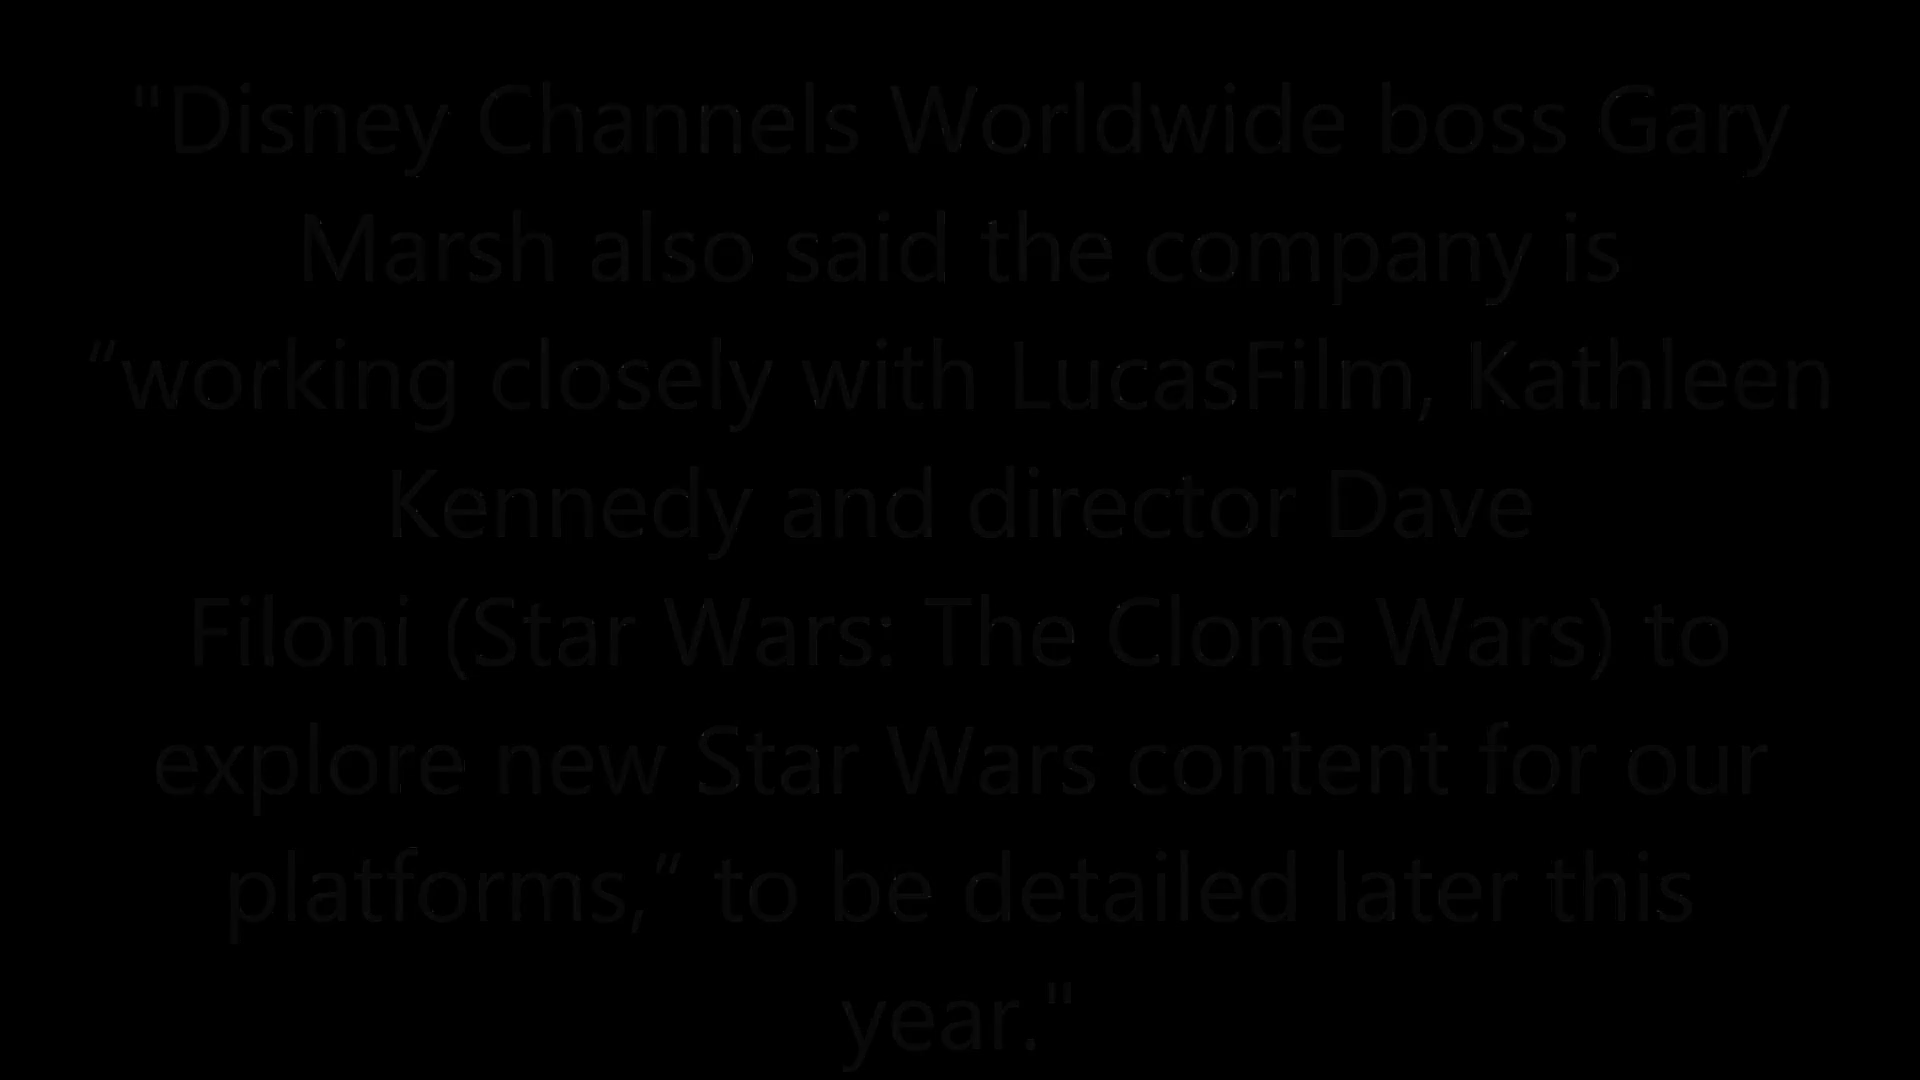 "Disney Channels Worldwide boss Gary
Marsh also said the company is
“working closely with LucasFilm, Kathleen
Kennedy and director Dave
Filoni (Star Wars: The Clone Wars) to
explore new Star Wars content for our
platforms,” to be detailed later this
year."